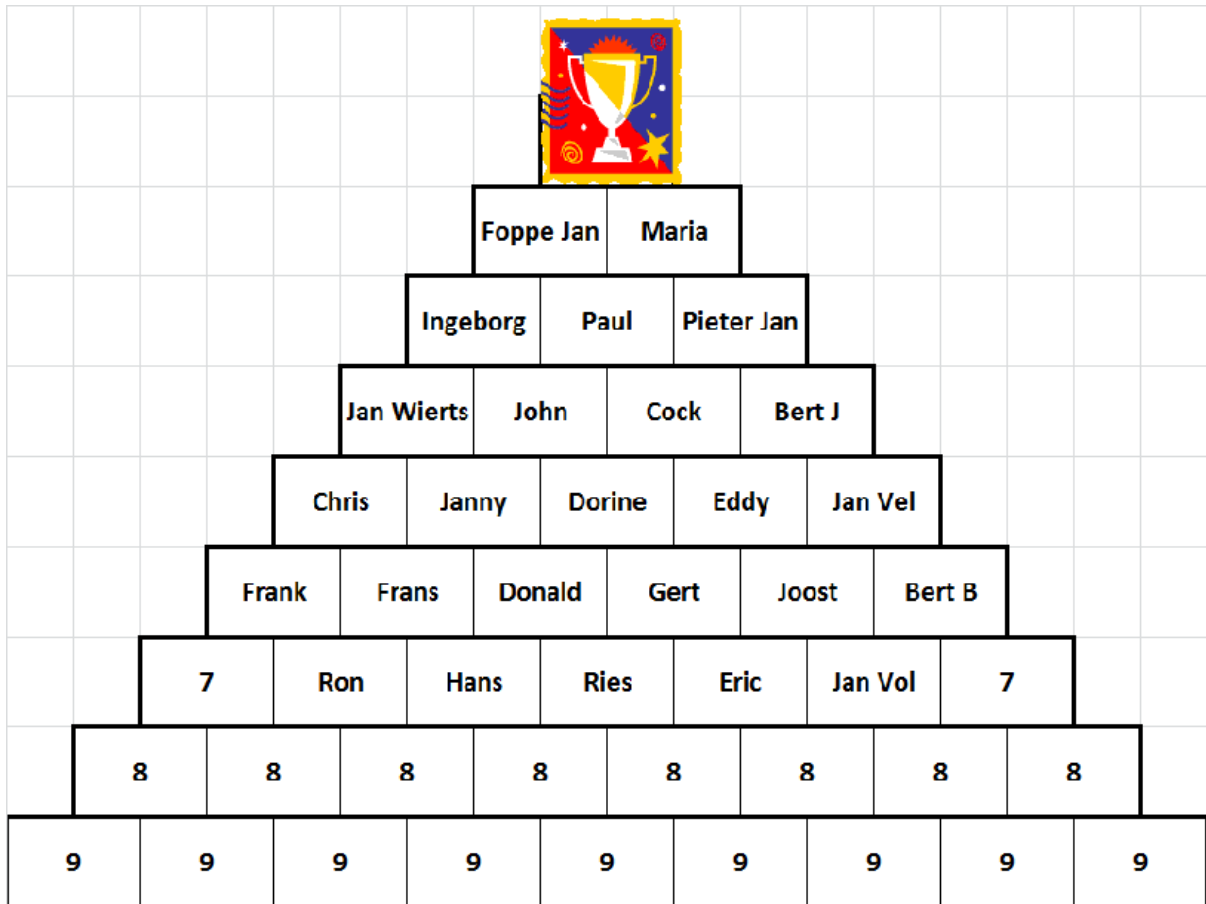 Foppe Jan Maria
Ingeborg Paul Pieter Jan
Jan Wierts John Cock Bert J
Chris Janny Dorine Eddy Jan Vel
Frank Frans Donald Gert Joost Bert B
7 Ron Hans Ries Eric Jan Vol 7
8 8 8 8 8 8 8 8
9 9 9 9 9 9 9 9 9